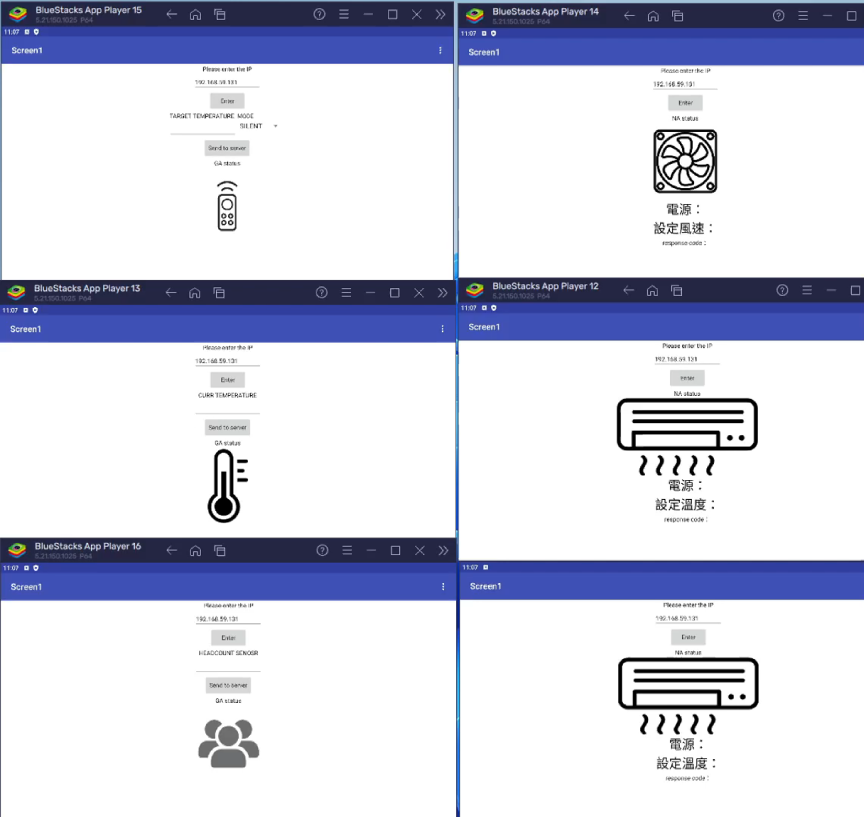 BlueStacks App Player 15
5.21.150.1025 P64
11:07
Screen1
Please enter the IP
192.168.59.131
Enter
TARGET TEMPERATURE MODE
SILENT
Send to server
GA status
BlueStacks App Player 14
5.21.150.1025 P64
11:07
Screen1
Please enter the IP
192.168.59.131
Enter
NA status
電源：
設定風速：
response code：
BlueStacks App Player 13
5.21.150.1025 P64
11:07
Screen1
Please enter the IP
192.168.59.131
Enter
CURR TEMPERATURE
Send to server
GA status
BlueStacks App Player 12
5.21.150.1025 P64
11:07
Screen1
Please enter the IP
192.168.59.131
Enter
NA status
電源：
設定溫度：
response code：
BlueStacks App Player 16
5.21.150.1025 P64
11:07
Screen1
Please enter the IP
192.168.59.131
Enter
HEADCOUNT SENOSR
Send to server
GA status
11:07
Screen1
Please enter the IP
192.168.59.131
Enter
NA status
電源：
設定溫度：
response code：